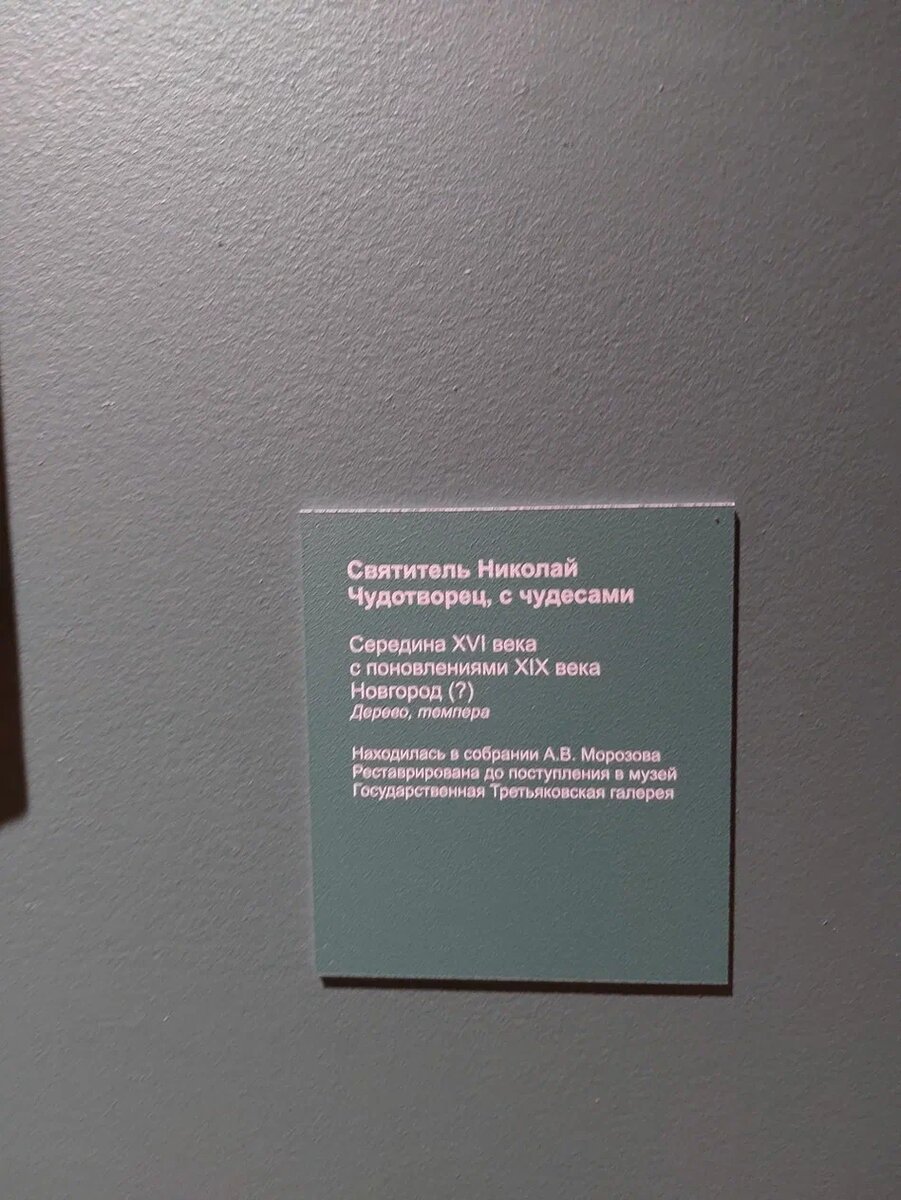 Святитель Николай
Чудотворец, с чудесами
Середина XVI века
с поновлениями XIX века
Новгород (?)
Дерево, темпера
Находилась в собрании А.В. Морозова
Реставрирована до поступления в музей
Государственная Третьяковская галерея